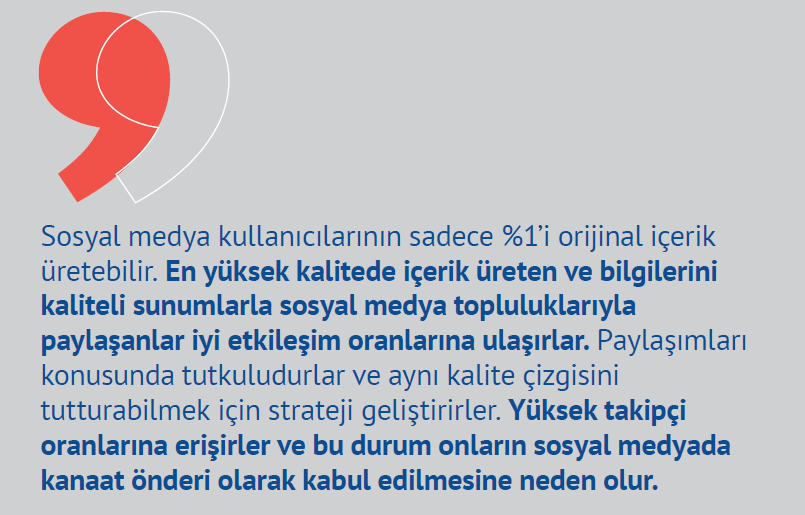 Sosyal medya kullanıcılarının sadece %1’i orijinal içerik
üretebilir. En yüksek kalitede içerik üreten ve bilgilerini
kaliteli sunumlarla sosyal medya topluluklarıyla
paylaşanlar iyi etkileşim oranlarına ulaşırlar. Paylaşımları
konusunda tutkuludurlar ve aynı kalite çizgisini
tutturabilmek için strateji geliştirirler. Yüksek takipçi
oranlarına erişirler ve bu durum onların sosyal medyada
kanaat önderi olarak kabul edilmesine neden olur.